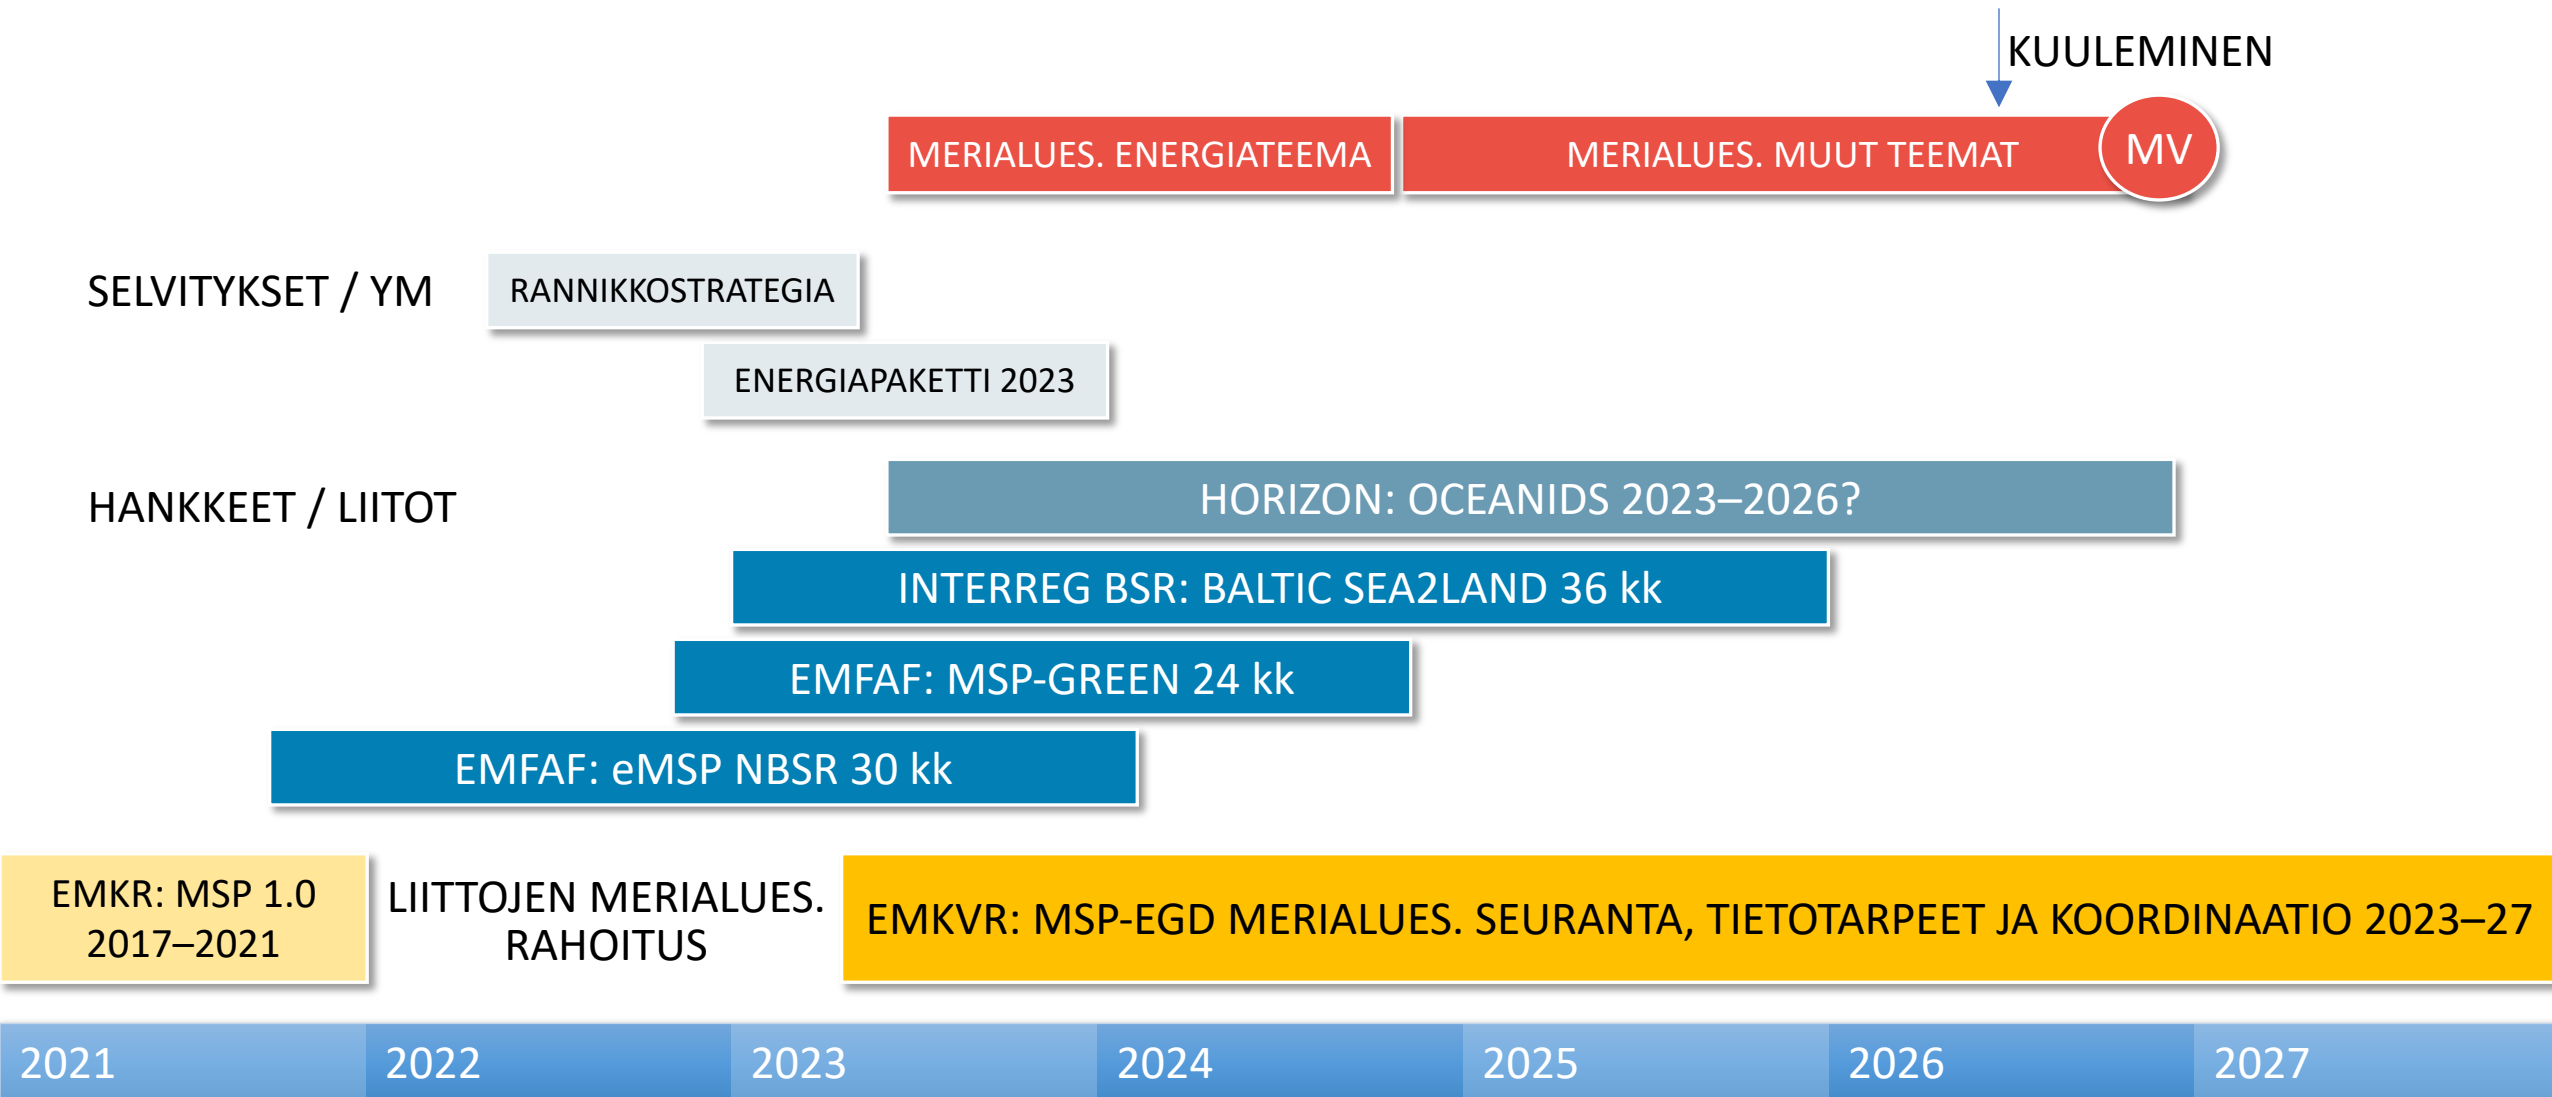 KUULEMINEN
MERIALUES. ENERGIATEEMA
MERIALUES. MUUT TEEMAT
MV
SELVITYKSET / YM
RANNIKKOSTRATEGIA
ENERGIAPAKETTI 2023
HANKKEET / LIITOT
HORIZON: OCEANIDS 2023–2026?
INTERREG BSR: BALTIC SEA2LAND 36 kk
EMFAF: MSP-GREEN 24 kk
EMFAF: eMSP NBSR 30 kk
EMKR: MSP 1.0
2017–2021
LIITTOJEN MERIALUES.
RAHOITUS
EMKVR: MSP-EGD MERIALUES. SEURANTA, TIETOTARPEET JA KOORDINAATIO 2023–27
2021
2022
2023
2024
2025
2026
2027